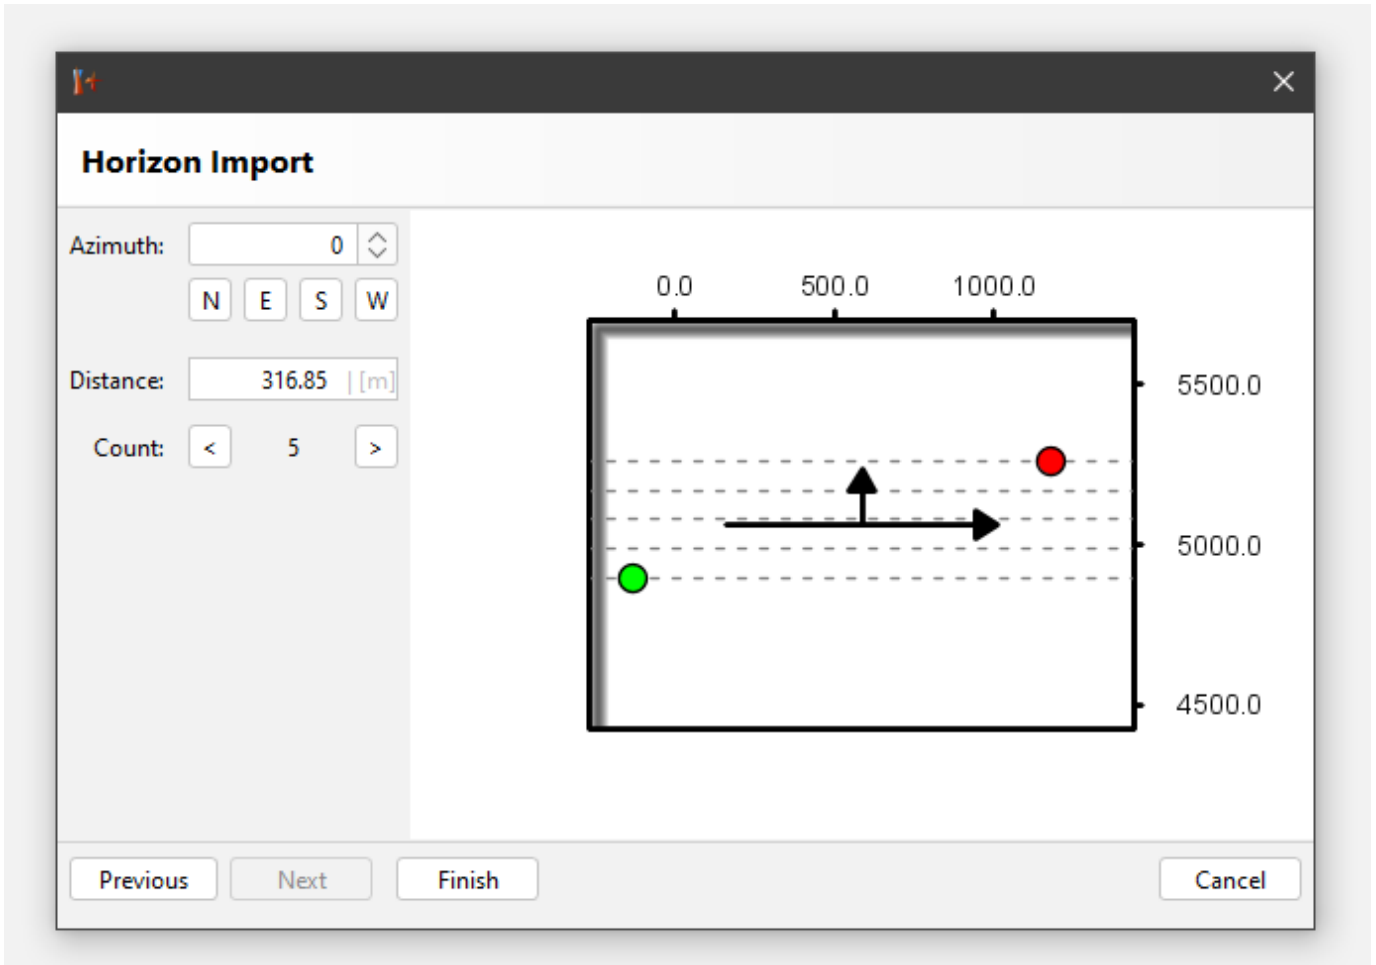 Horizon Import
Azimuth: 0
N E S W
Distance: 316.85 | [m]
Count: < 5 >
0.0 500.0 1000.0
5500.0
5000.0
4500.0
Previous Next Finish Cancel